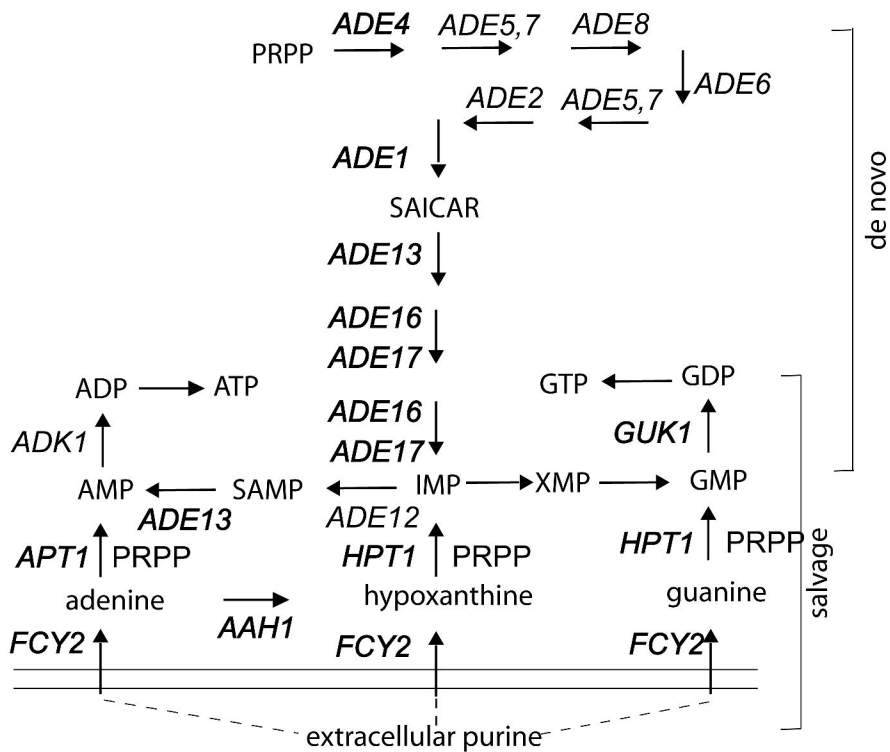 ADE4 ADE5,7 ADE8
PRPP
ADE6
ADE2 ADE5,7
ADE1
SAICAR
de novo
ADE13
ADE16
ADE17
ADP ATP GTP GDP
ADE16
ADK1 GUK1
ADE17
AMP SAMP IMP XMP GMP
ADE13 ADE12
APT1 PRPP HPT1 PRPP HPT1 PRPP
salvage
adenine hypoxanthine guanine
AAH1
FCY2 FCY2 FCY2
extracellular purine